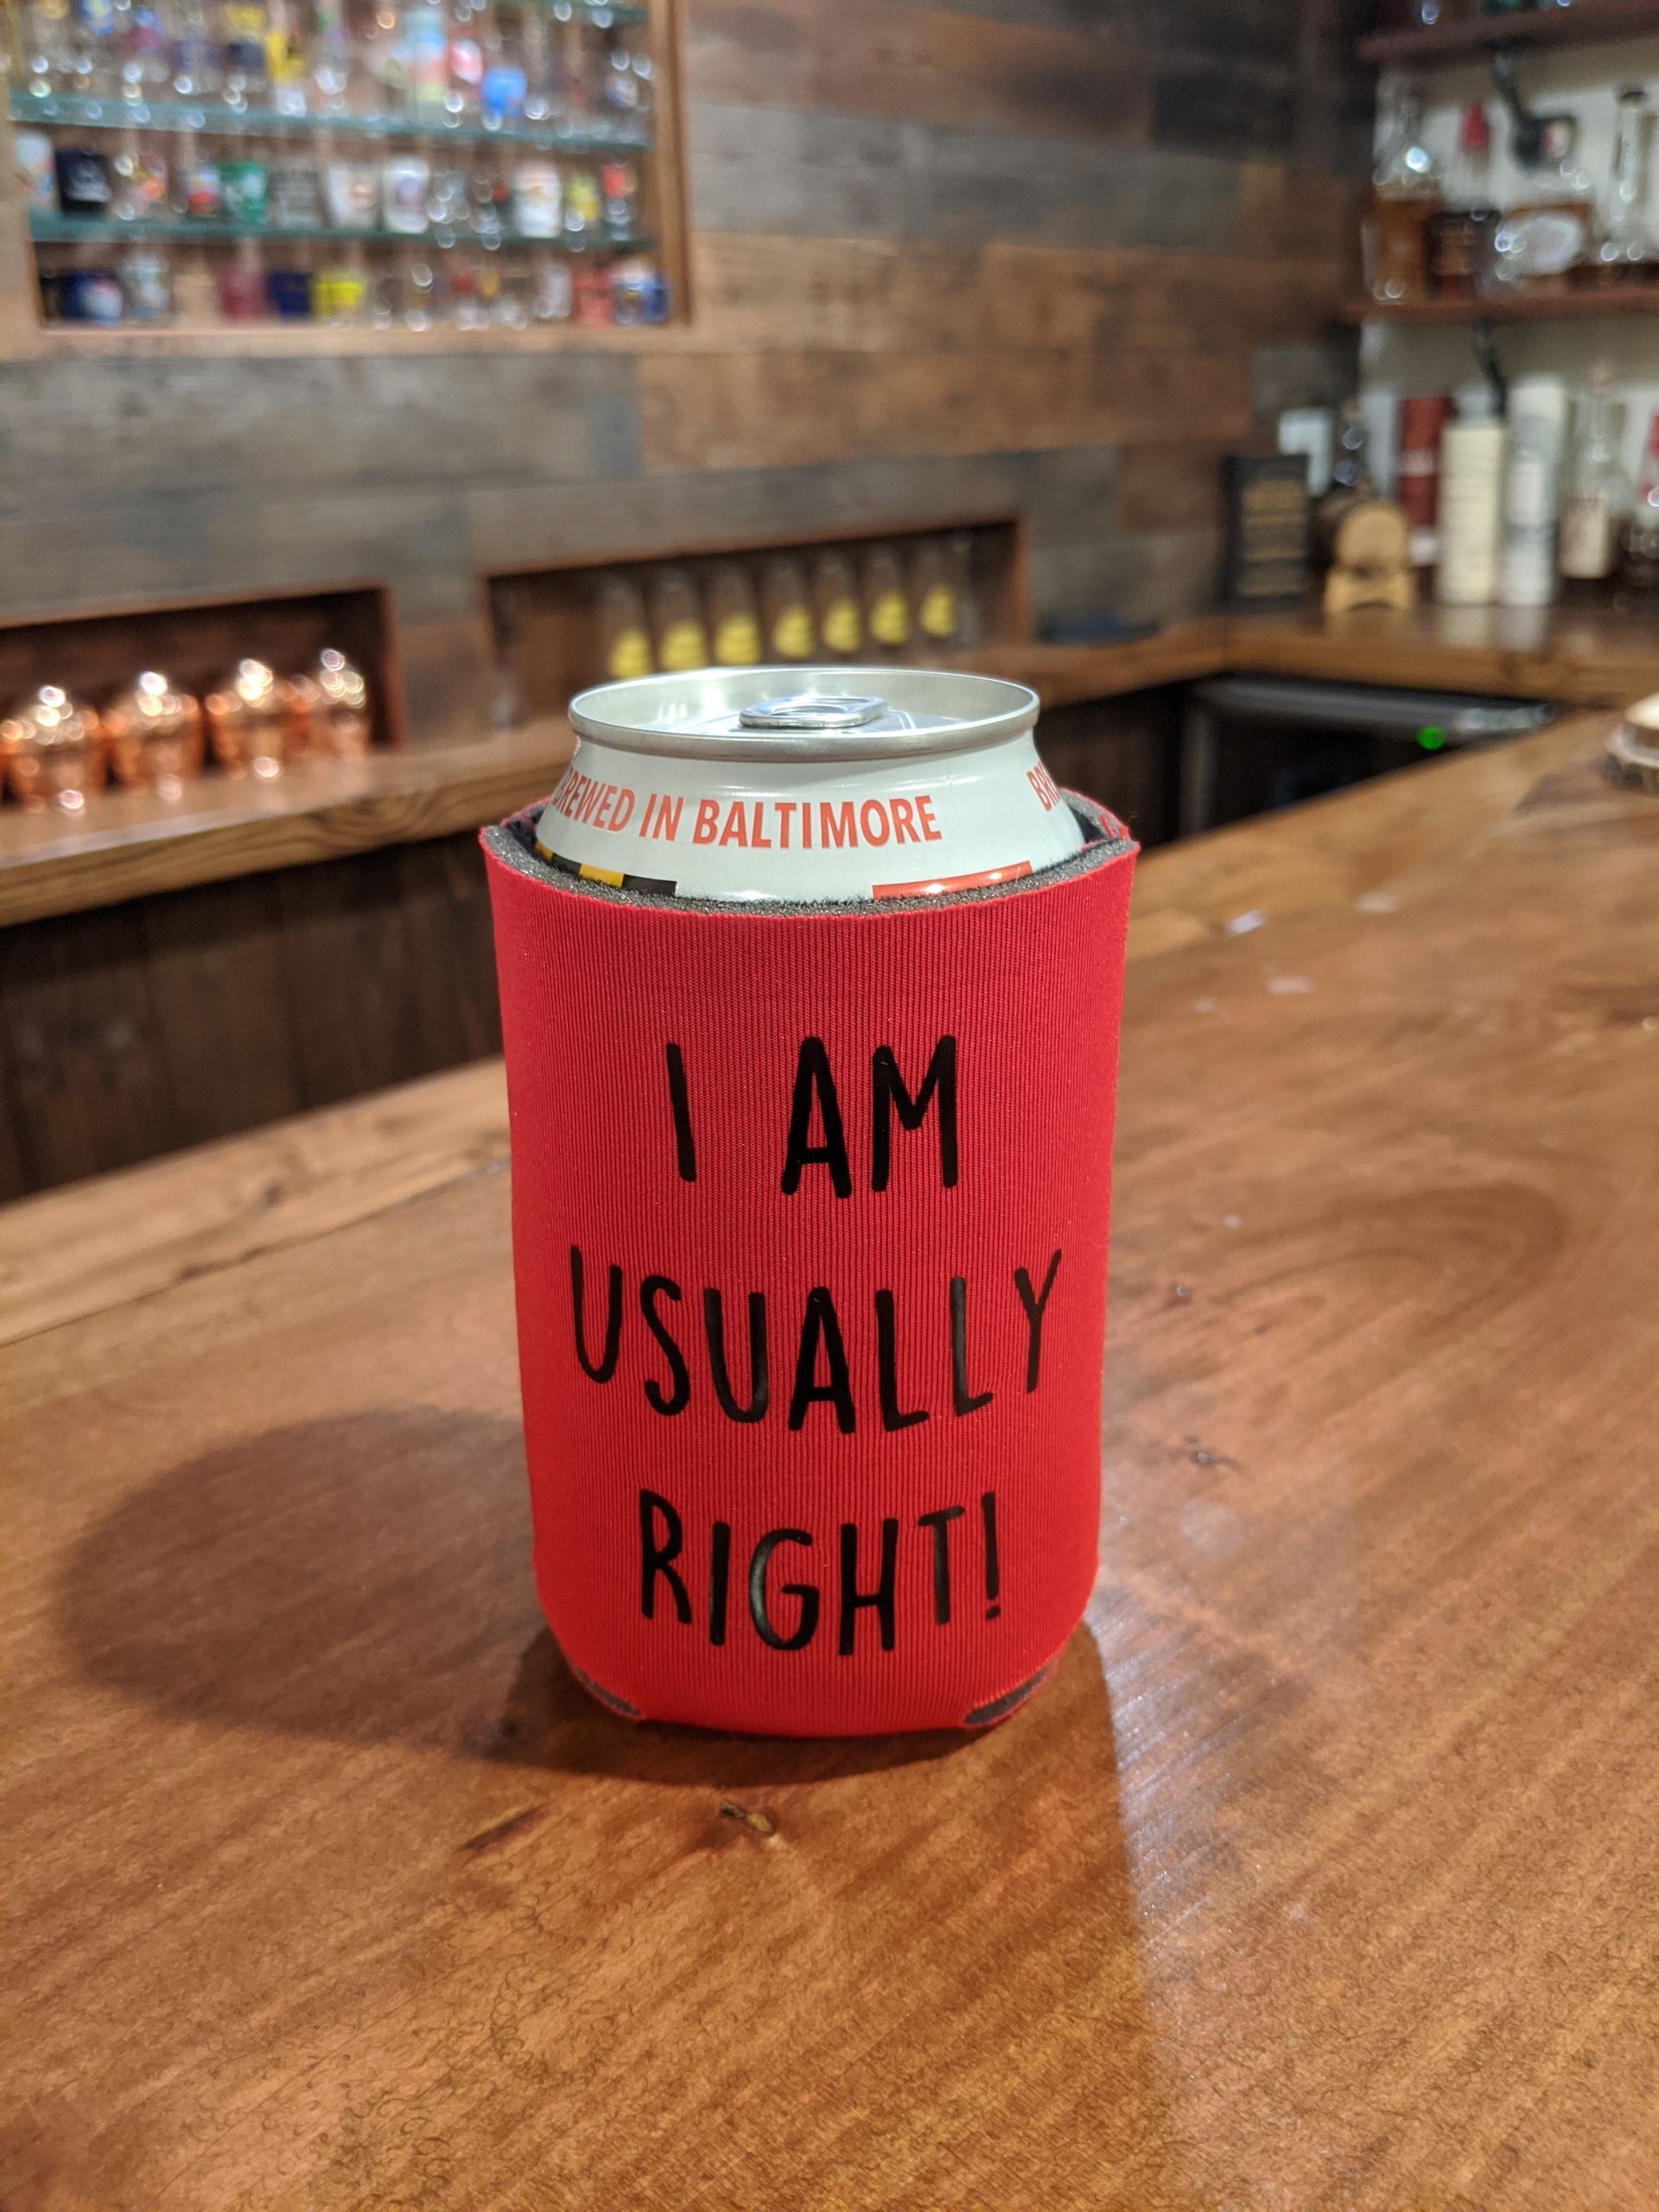 BREWED IN BALTIMORE
I AM
USUALLY
RIGHT!